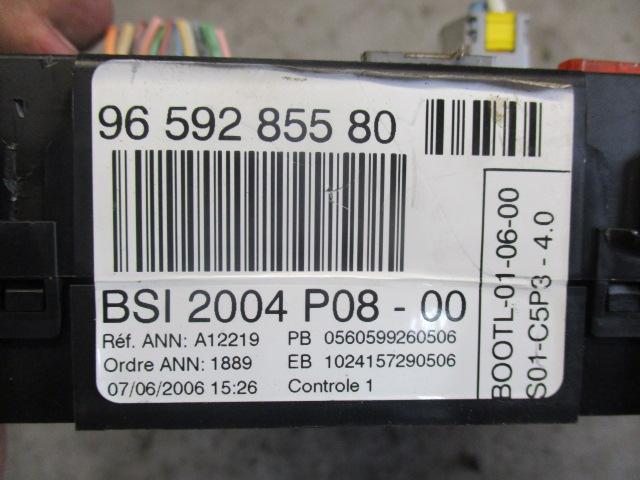 96 592 855 80
BSI 2004 P08 - 00
Réf. ANN: A12219 PB 0560599260506
Ordre ANN: 1889 EB 1024157290506
07/06/2006 15:26 Controle 1
BOOTL-01-06-00
S01-C5P3 - 4.0